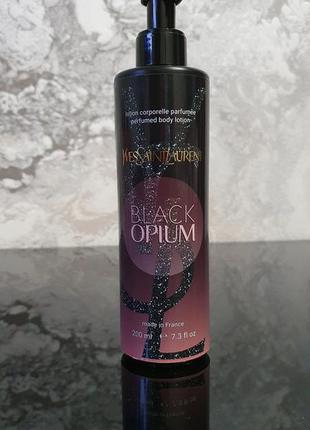 lotion corporelle parfumée
perfumed body lotion
YVESSAINTLAURENT
BLACK
OPIUM
made in France
200 ml e 7.3 fl oz